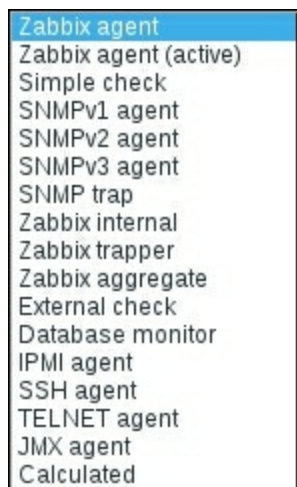 Zabbix agent
Zabbix agent (active)
Simple check
SNMPv1 agent
SNMPv2 agent
SNMPv3 agent
SNMP trap
Zabbix internal
Zabbix trapper
Zabbix aggregate
External check
Database monitor
IPMI agent
SSH agent
TELNET agent
JMX agent
Calculated